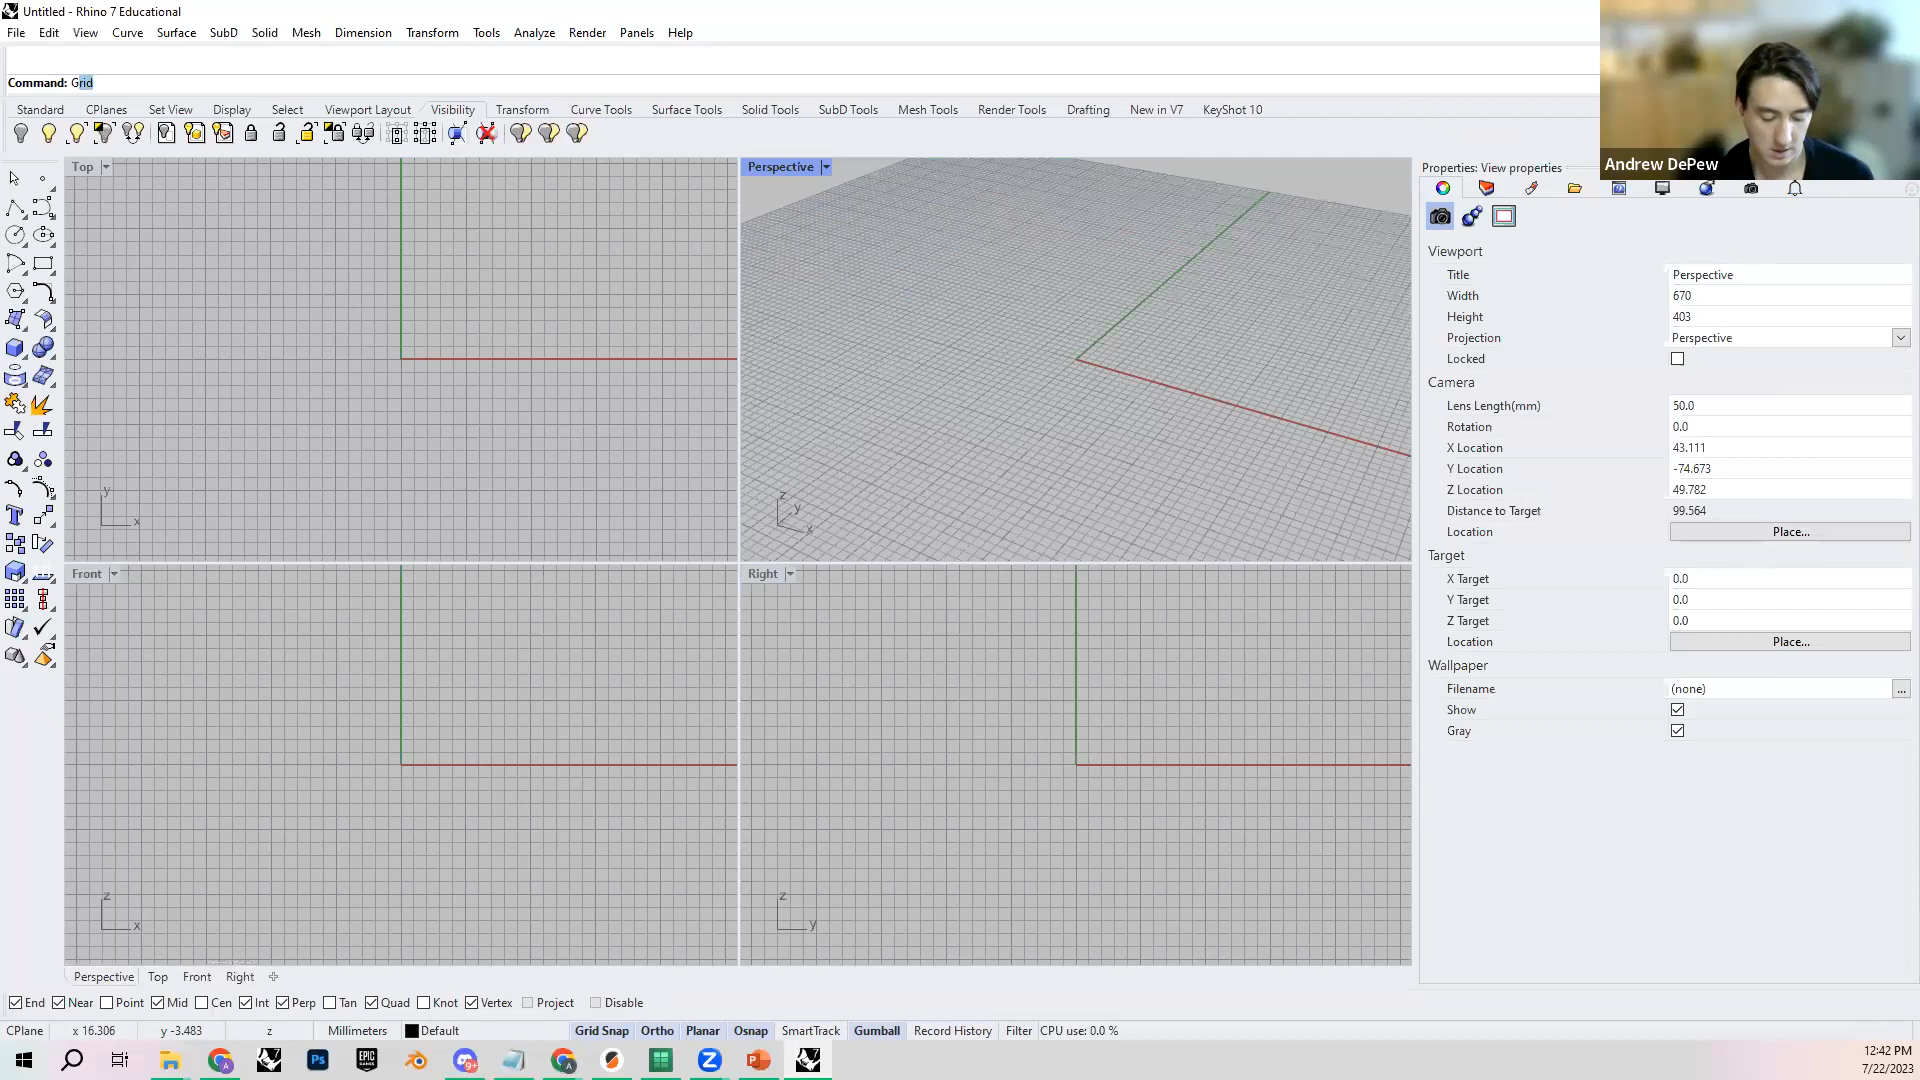 Untitled - Rhino 7 Educational
File Edit View Curve Surface SubD Solid Mesh Dimension Transform Tools Analyze Render Panels Help
Command: Grid
Standard CPlanes Set View Display Select Viewport Layout Visibility Transform Curve Tools Surface Tools Solid Tools SubD Tools Mesh Tools Render Tools Drafting New in V7 KeyShot 10
Andrew DePew
Top
Perspective
Properties: View properties
Viewport
Title Perspective
Width 670
Height 403
Projection Perspective
Locked
Camera
Lens Length(mm) 50.0
Rotation 0.0
X Location 43.111
Y Location -74.673
Z Location 49.782
Distance to Target 99.564
Location Place...
Target
X Target 0.0
Y Target 0.0
Z Target 0.0
Location Place...
Wallpaper
Filename (none) ...
Show
Gray
y
x
z
y
x
Front
Right
z
x
z
y
Perspective Top Front Right
End Near Point Mid Cen Int Perp Tan Quad Knot Vertex Project Disable
CPlane x 16.306 y -3.483 z Millimeters Default Grid Snap Ortho Planar Osnap SmartTrack Gumball Record History Filter CPU use: 0.0 %
Ps
EPIC GAMES
9+
12:42 PM
7/22/2023